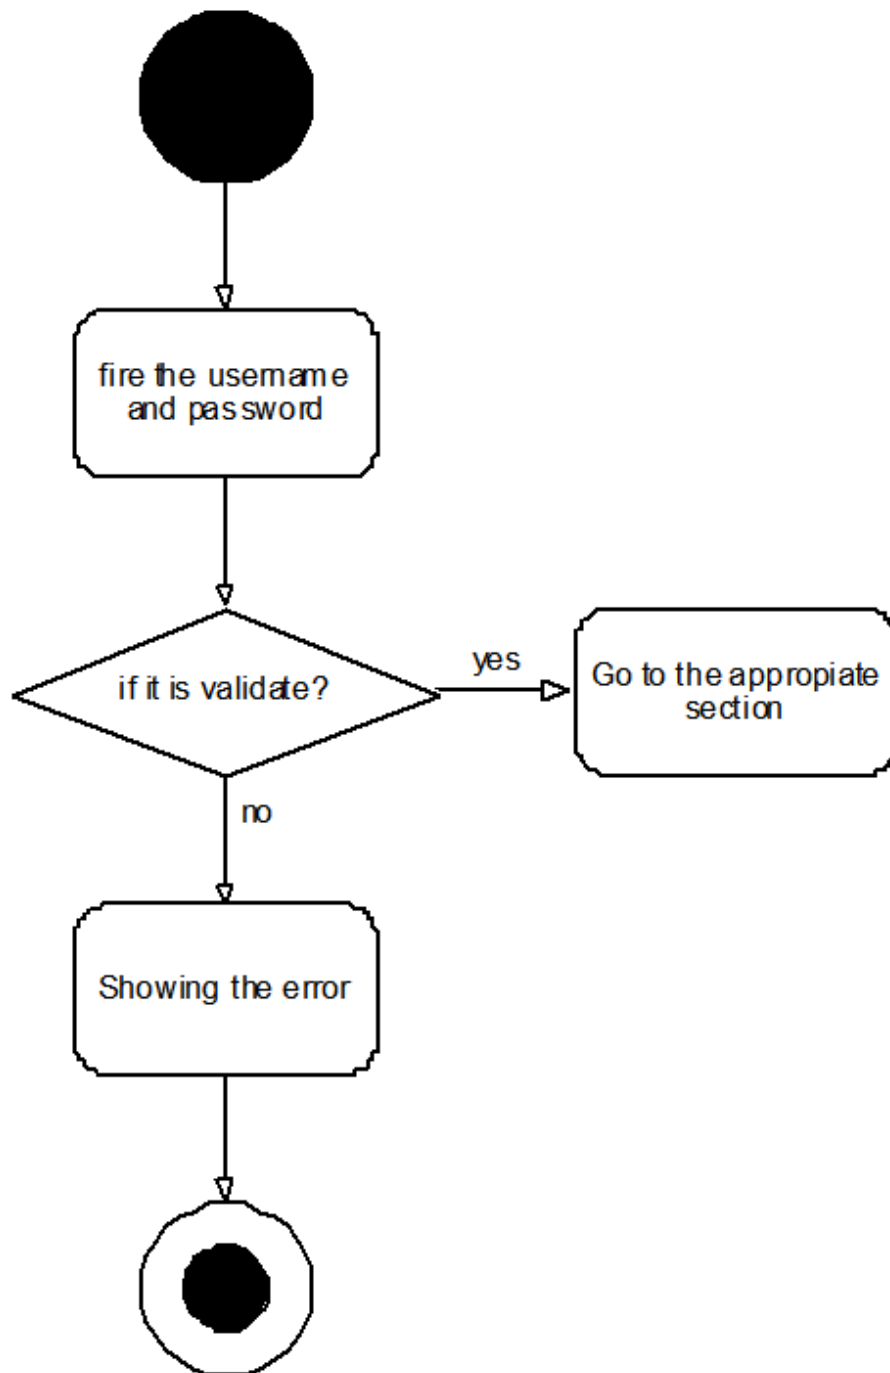 fire the username
and password
if it is validate?
yes
Go to the appropiate
section
no
Showing the error